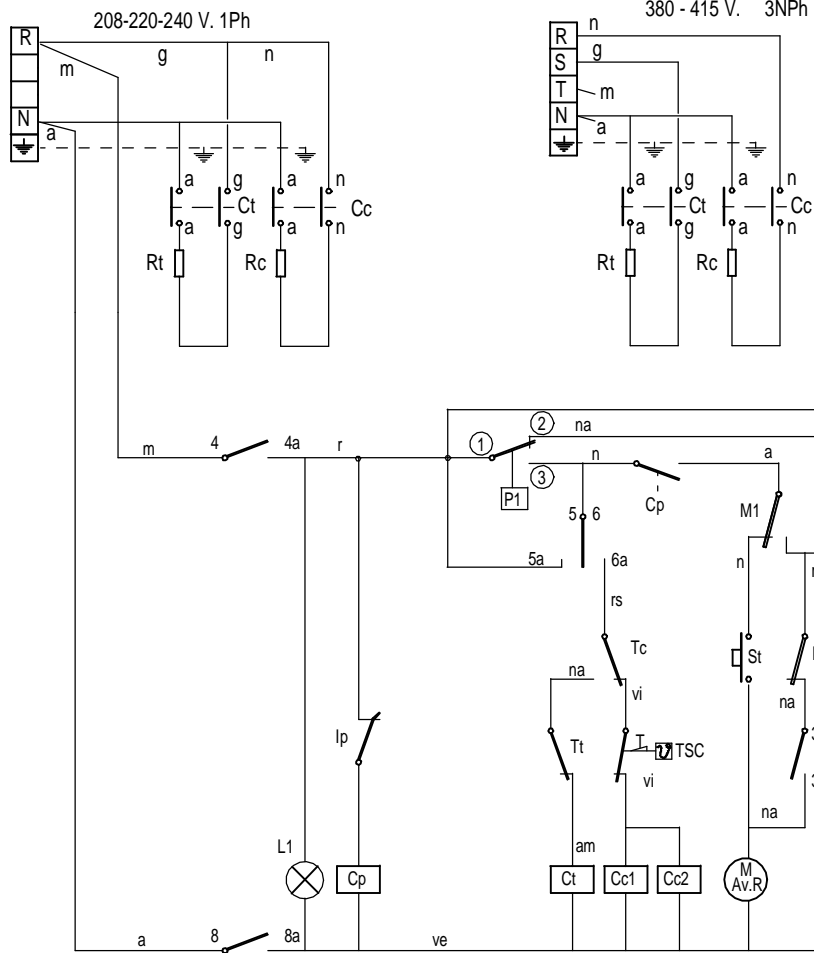 208-220-240 V. 1Ph
380 - 415 V. 3NPh
R
g
n
m
N
a
R
n
S
g
T
m
N
a
a
g
a
n
Ct
Cc
a
g
a
n
Rt
Rc
a
g
a
n
Ct
Cc
a
g
a
n
Rt
Rc
m
4
4a
r
1
2
na
3
n
a
P1
Cp
M1
5
6
5a
6a
n
rs
Tc
St
na
vi
na
Ip
Tt
T
TSC
vi
3
3
na
L1
am
Cp
Ct
Cc1
Cc2
M
Av.R.
a
8
8a
ve